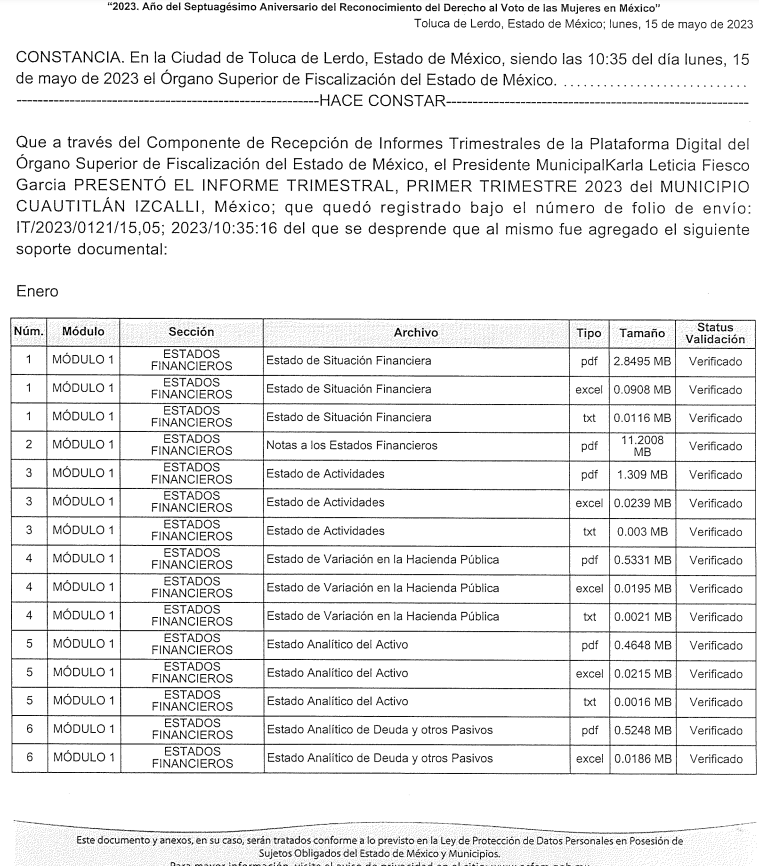 “2023. Año del Septuagésimo Aniversario del Reconocimiento del Derecho al Voto de las Mujeres en México”
Toluca de Lerdo, Estado de México; lunes, 15 de mayo de 2023
CONSTANCIA. En la Ciudad de Toluca de Lerdo, Estado de México, siendo las 10:35 del día lunes, 15
de mayo de 2023 el Órgano Superior de Fiscalización del Estado de México. ...........................
----------------------------------------------------HACE CONSTAR----------------------------------------------------
Que a través del Componente de Recepción de Informes Trimestrales de la Plataforma Digital del
Órgano Superior de Fiscalización del Estado de México, el Presidente MunicipalKarla Leticia Fiesco
Garcia PRESENTÓ EL INFORME TRIMESTRAL, PRIMER TRIMESTRE 2023 del MUNICIPIO
CUAUTITLÁN IZCALLI, México; que quedó registrado bajo el número de folio de envío:
IT/2023/0121/15,05; 2023/10:35:16 del que se desprende que al mismo fue agregado el siguiente
soporte documental:
Enero
Núm. Módulo Sección Archivo Tipo Tamaño Status Validación
1 MÓDULO 1 ESTADOS FINANCIEROS Estado de Situación Financiera pdf 2.8495 MB Verificado
1 MÓDULO 1 ESTADOS FINANCIEROS Estado de Situación Financiera excel 0.0908 MB Verificado
1 MÓDULO 1 ESTADOS FINANCIEROS Estado de Situación Financiera txt 0.0116 MB Verificado
2 MÓDULO 1 ESTADOS FINANCIEROS Notas a los Estados Financieros pdf 11.2008 MB Verificado
3 MÓDULO 1 ESTADOS FINANCIEROS Estado de Actividades pdf 1.309 MB Verificado
3 MÓDULO 1 ESTADOS FINANCIEROS Estado de Actividades excel 0.0239 MB Verificado
3 MÓDULO 1 ESTADOS FINANCIEROS Estado de Actividades txt 0.003 MB Verificado
4 MÓDULO 1 ESTADOS FINANCIEROS Estado de Variación en la Hacienda Pública pdf 0.5331 MB Verificado
4 MÓDULO 1 ESTADOS FINANCIEROS Estado de Variación en la Hacienda Pública excel 0.0195 MB Verificado
4 MÓDULO 1 ESTADOS FINANCIEROS Estado de Variación en la Hacienda Pública txt 0.0021 MB Verificado
5 MÓDULO 1 ESTADOS FINANCIEROS Estado Analítico del Activo pdf 0.4648 MB Verificado
5 MÓDULO 1 ESTADOS FINANCIEROS Estado Analítico del Activo excel 0.0215 MB Verificado
5 MÓDULO 1 ESTADOS FINANCIEROS Estado Analítico del Activo txt 0.0016 MB Verificado
6 MÓDULO 1 ESTADOS FINANCIEROS Estado Analítico de Deuda y otros Pasivos pdf 0.5248 MB Verificado
6 MÓDULO 1 ESTADOS FINANCIEROS Estado Analítico de Deuda y otros Pasivos excel 0.0186 MB Verificado
Este documento y anexos, en su caso, serán tratados conforme a lo previsto en la Ley de Protección de Datos Personales en Posesión de
Sujetos Obligados del Estado de México y Municipios.